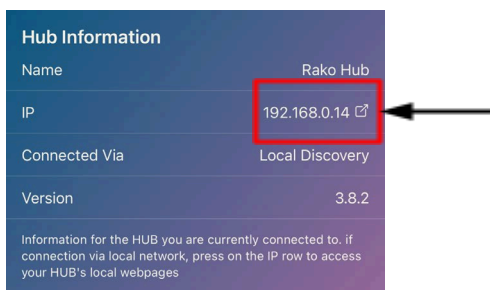 Hub Information
Name Rako Hub
IP 192.168.0.14
Connected Via Local Discovery
Version 3.8.2
Information for the HUB you are currently connected to. if
connection via local network, press on the IP row to access
your HUB's local webpages